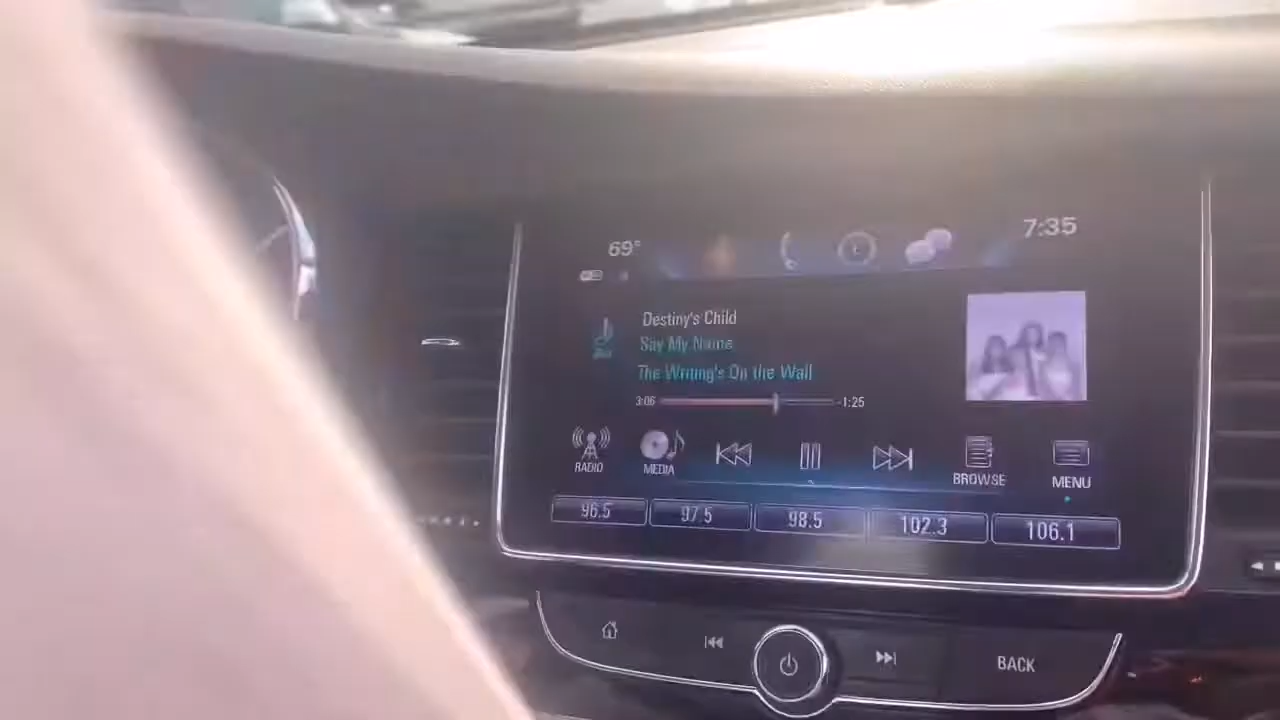 69°
7:35
Destiny's Child
Say My Name
The Writing's On the Wall
3:06
-1:25
RADIO
MEDIA
BROWSE
MENU
96.5
97.5
98.5
102.3
106.1
BACK